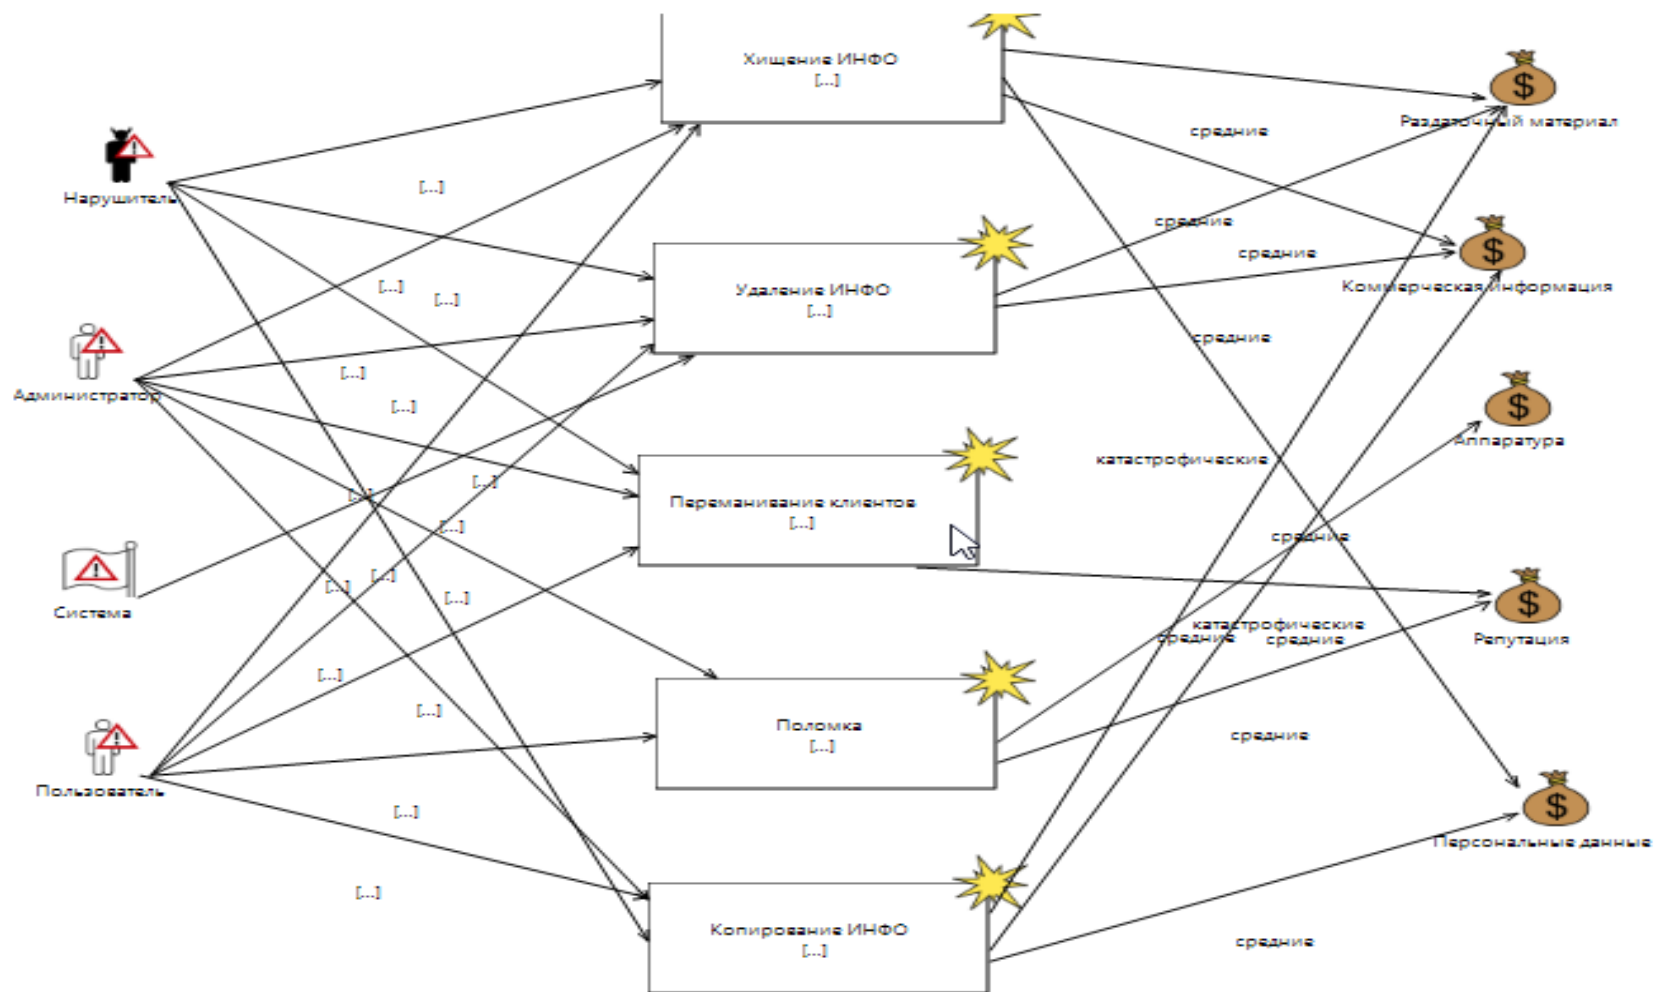 Хищение ИНФО
[...]
Раздаточный материал
средние
[...]
Нарушитель
средние
средние
Коммерческая информация
Удаление ИНФО
[...]
[...]
[...]
средние
[...]
Администратор
[...]
Аппаратура
катастрофические
[...]
[...]
Переманивание клиентов
[...]
[...]
средние
[...]
[...]
[...]
Система
катастрофические
средние
средние
Репутация
[...]
[...]
Поломка
[...]
средние
Пользователь
[...]
Персональные данные
[...]
Копирование ИНФО
[...]
средние